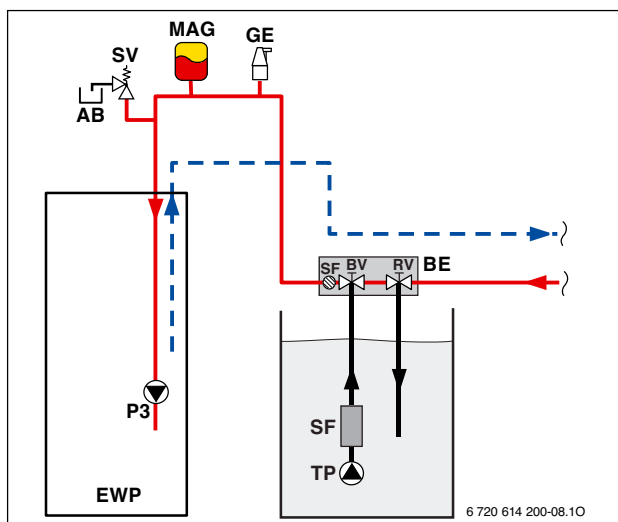 MAG
GE
SV
AB
SF
BV
RV
BE
P3
SF
TP
EWP
6 720 614 200-08.1O